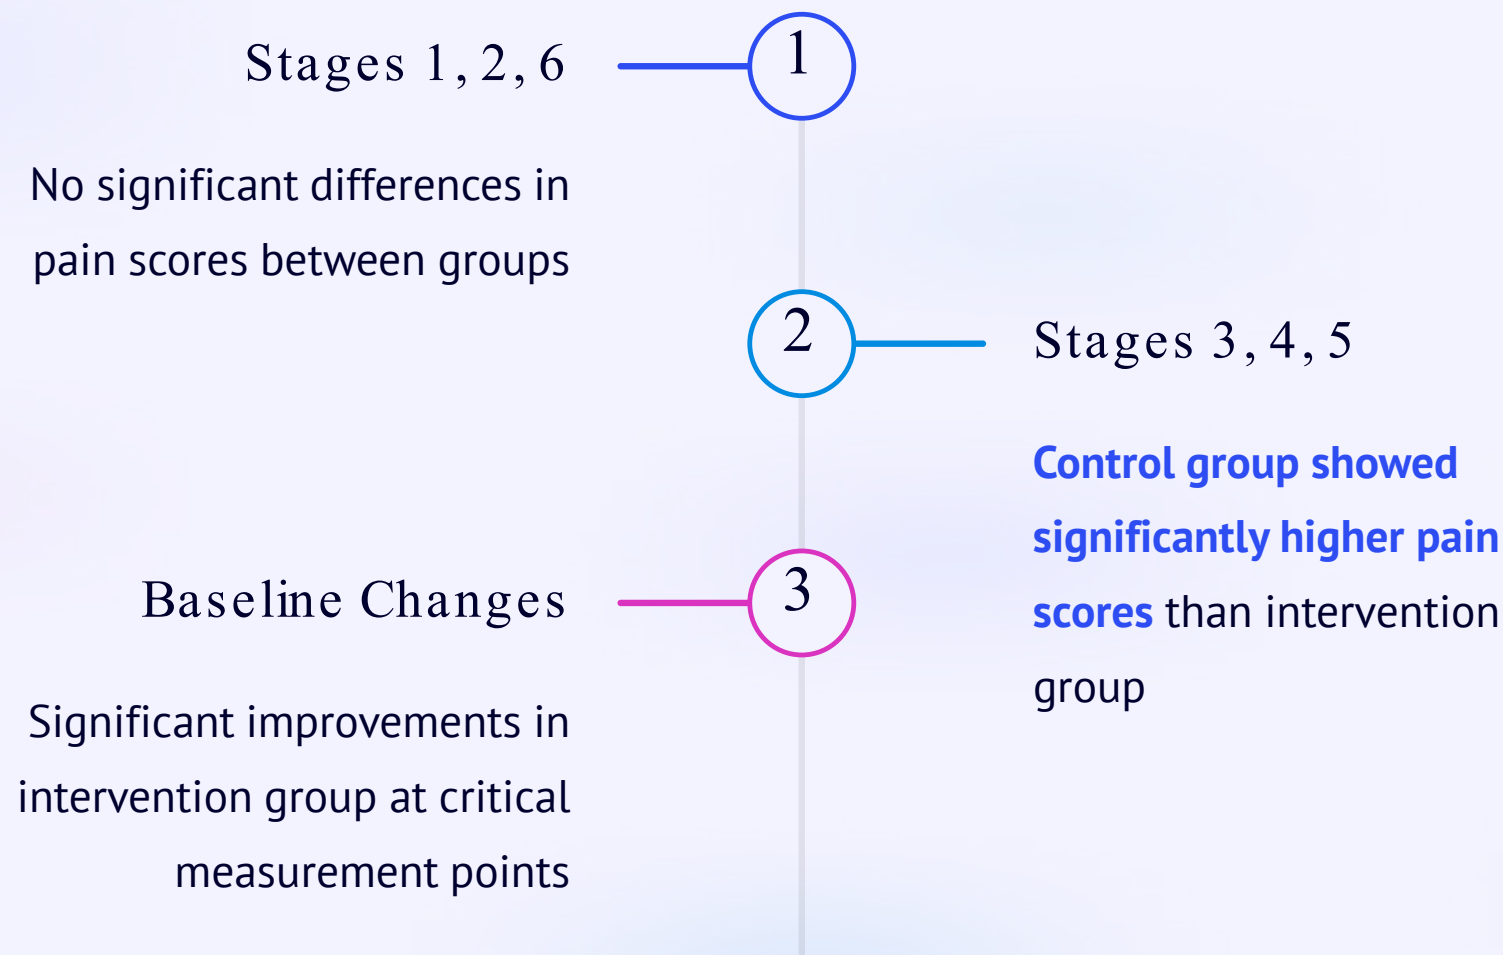 1
Stages 1, 2, 6
No significant differences in
pain scores between groups
2
Stages 3, 4, 5
Control group showed
significantly higher pain
scores than intervention
group
3
Baseline Changes
Significant improvements in
intervention group at critical
measurement points